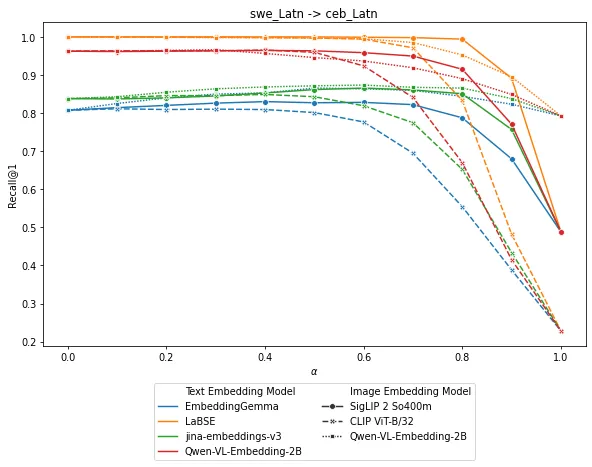 swe_Latn -> ceb_Latn
Recall@1
1.0
0.9
0.8
0.7
0.6
0.5
0.4
0.3
0.2
0.0 0.2 0.4 0.6 0.8 1.0
α
Text Embedding Model Image Embedding Model
EmbeddingGemma SigLIP 2 So400m
LaBSE CLIP ViT-B/32
jina-embeddings-v3 Qwen-VL-Embedding-2B
Qwen-VL-Embedding-2B